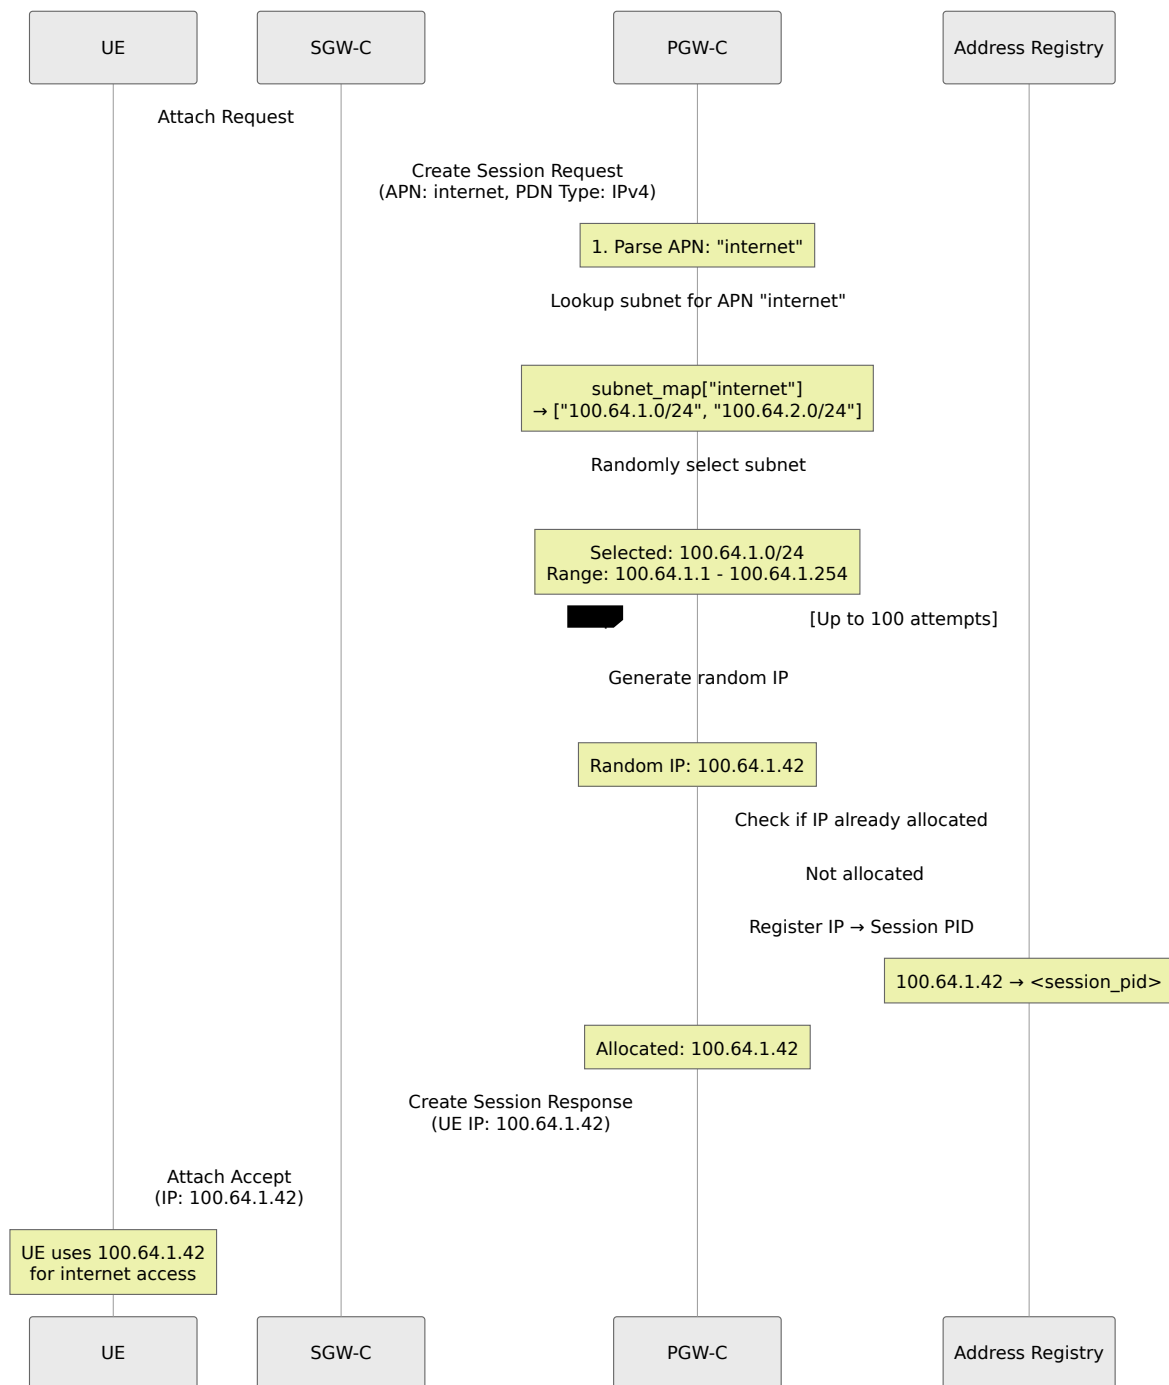 UE
SGW-C
PGW-C
Address Registry
Attach Request
Create Session Request
(APN: internet, PDN Type: IPv4)
1. Parse APN: "internet"
Lookup subnet for APN "internet"
subnet_map["internet"]
→ ["100.64.1.0/24", "100.64.2.0/24"]
Randomly select subnet
Selected: 100.64.1.0/24
Range: 100.64.1.1 - 100.64.1.254
[Up to 100 attempts]
Generate random IP
Random IP: 100.64.1.42
Check if IP already allocated
Not allocated
Register IP → Session PID
100.64.1.42 → <session_pid>
Allocated: 100.64.1.42
Create Session Response
(UE IP: 100.64.1.42)
Attach Accept
(IP: 100.64.1.42)
UE uses 100.64.1.42
for internet access
UE
SGW-C
PGW-C
Address Registry